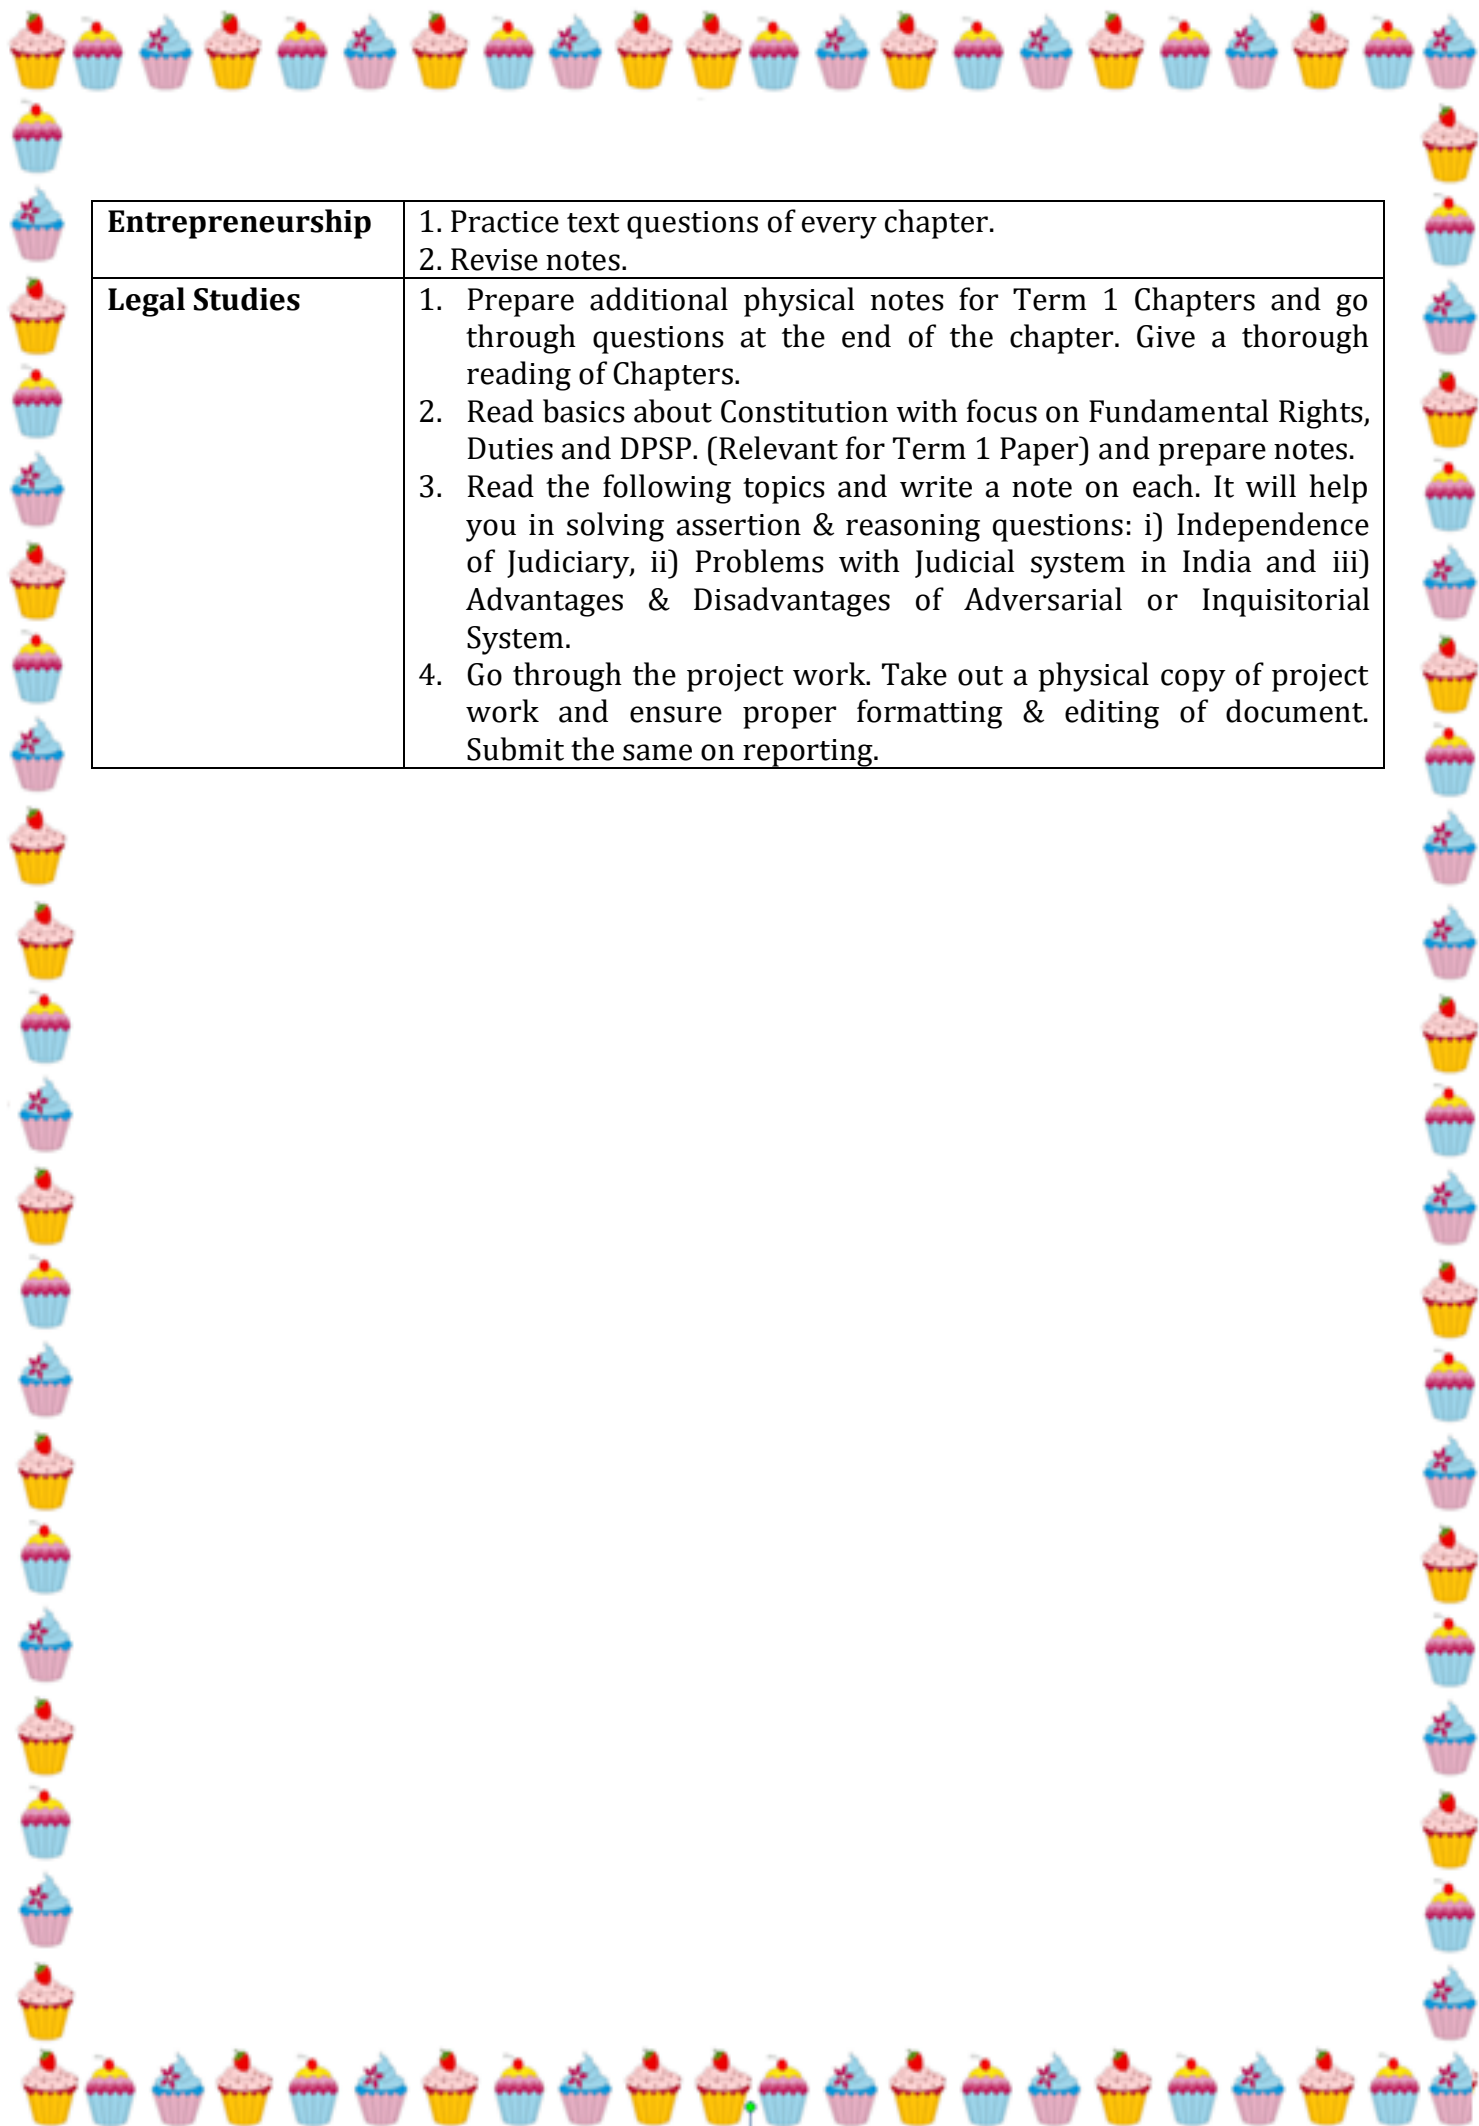 Entrepreneurship
1. Practice text questions of every chapter.
2. Revise notes.
Legal Studies
1. Prepare additional physical notes for Term 1 Chapters and go
through questions at the end of the chapter. Give a thorough
reading of Chapters.
2. Read basics about Constitution with focus on Fundamental Rights,
Duties and DPSP. (Relevant for Term 1 Paper) and prepare notes.
3. Read the following topics and write a note on each. It will help
you in solving assertion & reasoning questions: i) Independence
of Judiciary, ii) Problems with Judicial system in India and iii)
Advantages & Disadvantages of Adversarial or Inquisitorial
System.
4. Go through the project work. Take out a physical copy of project
work and ensure proper formatting & editing of document.
Submit the same on reporting.